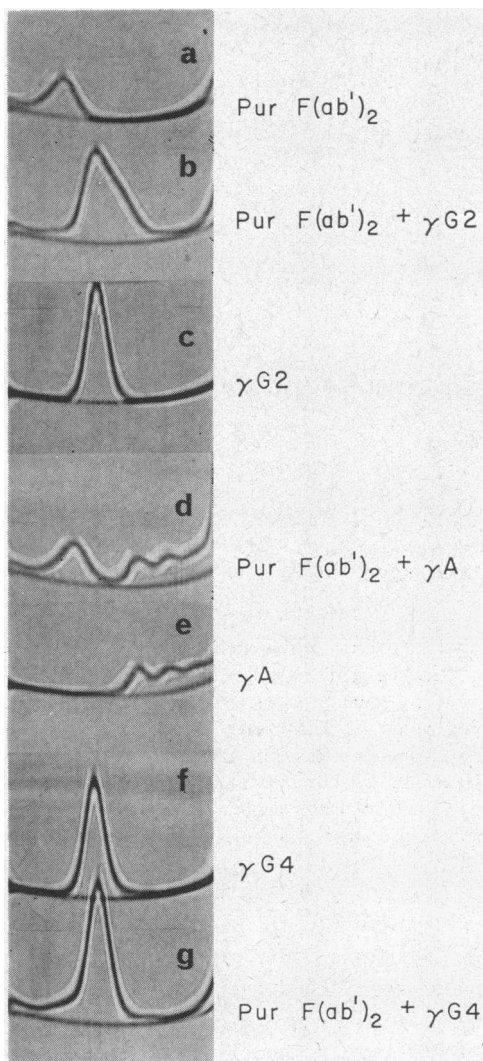 a
Pur F(ab')₂
b
Pur F(ab')₂ + γG2
c
γG2
d
Pur F(ab')₂ + γA
e
γA
f
γG4
g
Pur F(ab')₂ + γG4